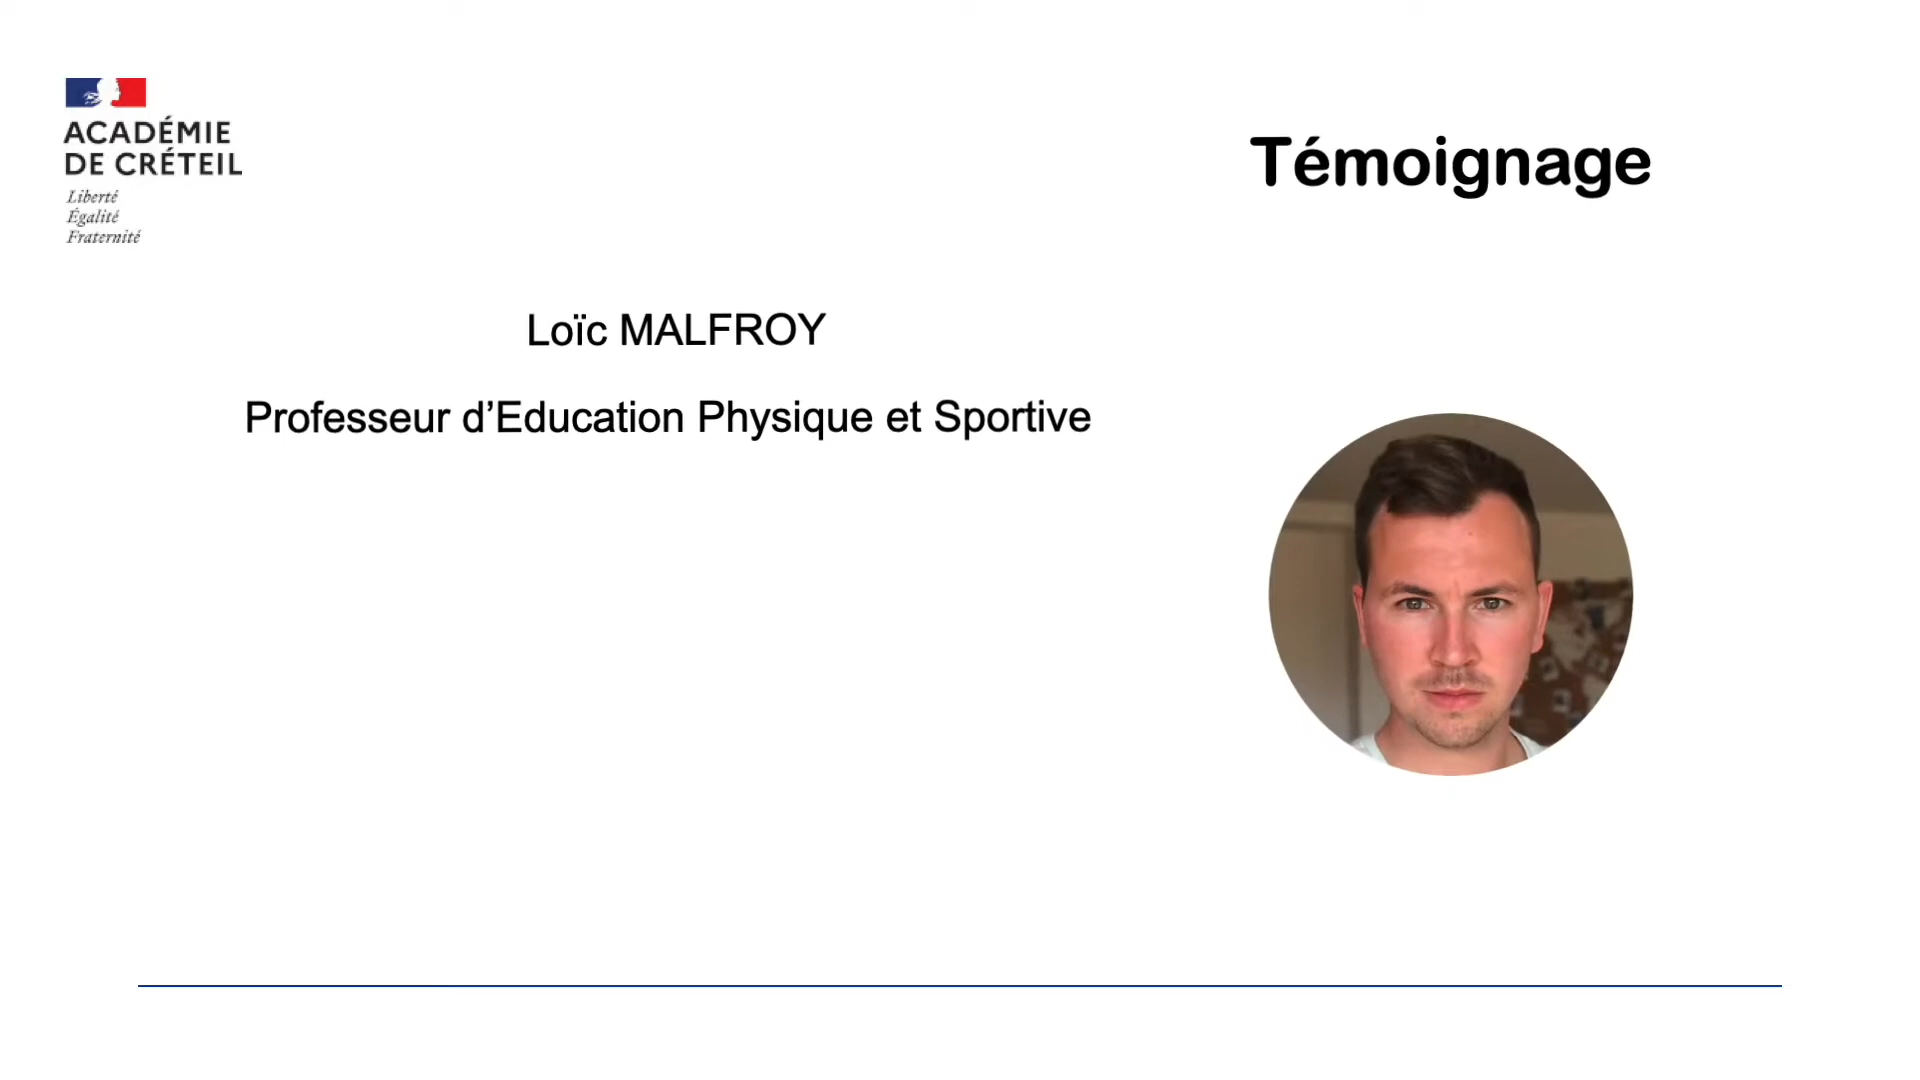 ACADÉMIE
DE CRÉTEIL
Liberté
Égalité
Fraternité
Témoignage
Loïc MALFROY
Professeur d’Education Physique et Sportive